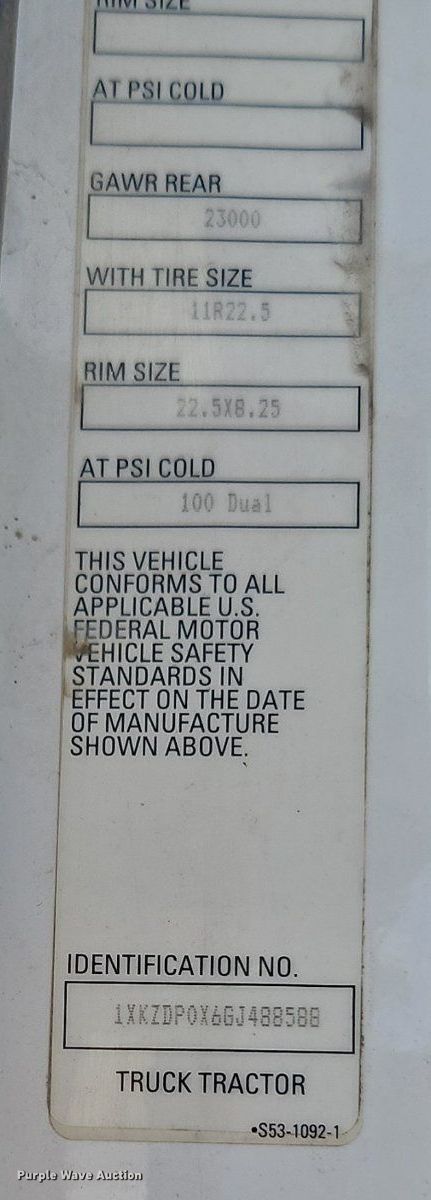 RIM SIZE
AT PSI COLD
GAWR REAR
23000
WITH TIRE SIZE
11R22.5
RIM SIZE
22.5X8.25
AT PSI COLD
100 Dual
THIS VEHICLE
CONFORMS TO ALL
APPLICABLE U.S.
FEDERAL MOTOR
VEHICLE SAFETY
STANDARDS IN
EFFECT ON THE DATE
OF MANUFACTURE
SHOWN ABOVE.
IDENTIFICATION NO.
1XKZDP0X6GJ488588
TRUCK TRACTOR
•S53-1092-1
Purple Wave Auction